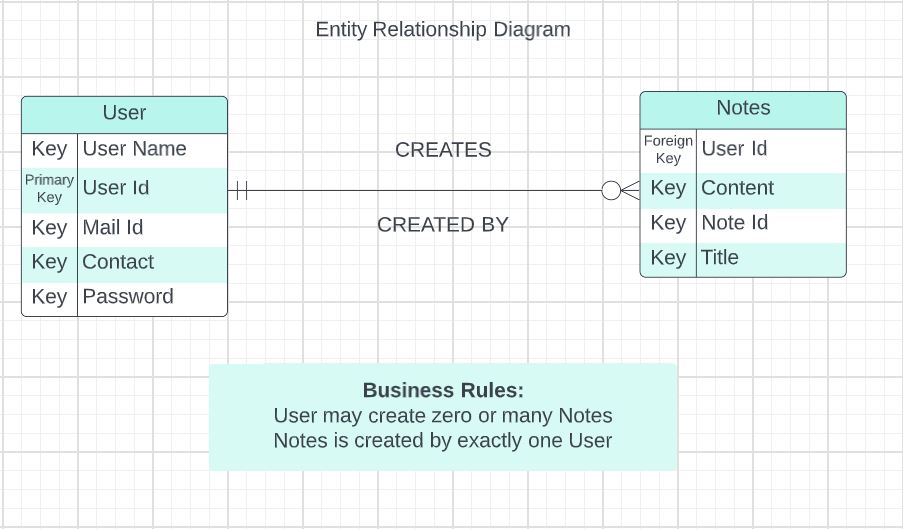 Entity Relationship Diagram
User
Key User Name
Primary
Key
User Id
Key Mail Id
Key Contact
Key Password
CREATES
CREATED BY
Notes
Foreign
Key
User Id
Key Content
Key Note Id
Key Title
Business Rules:
User may create zero or many Notes
Notes is created by exactly one User